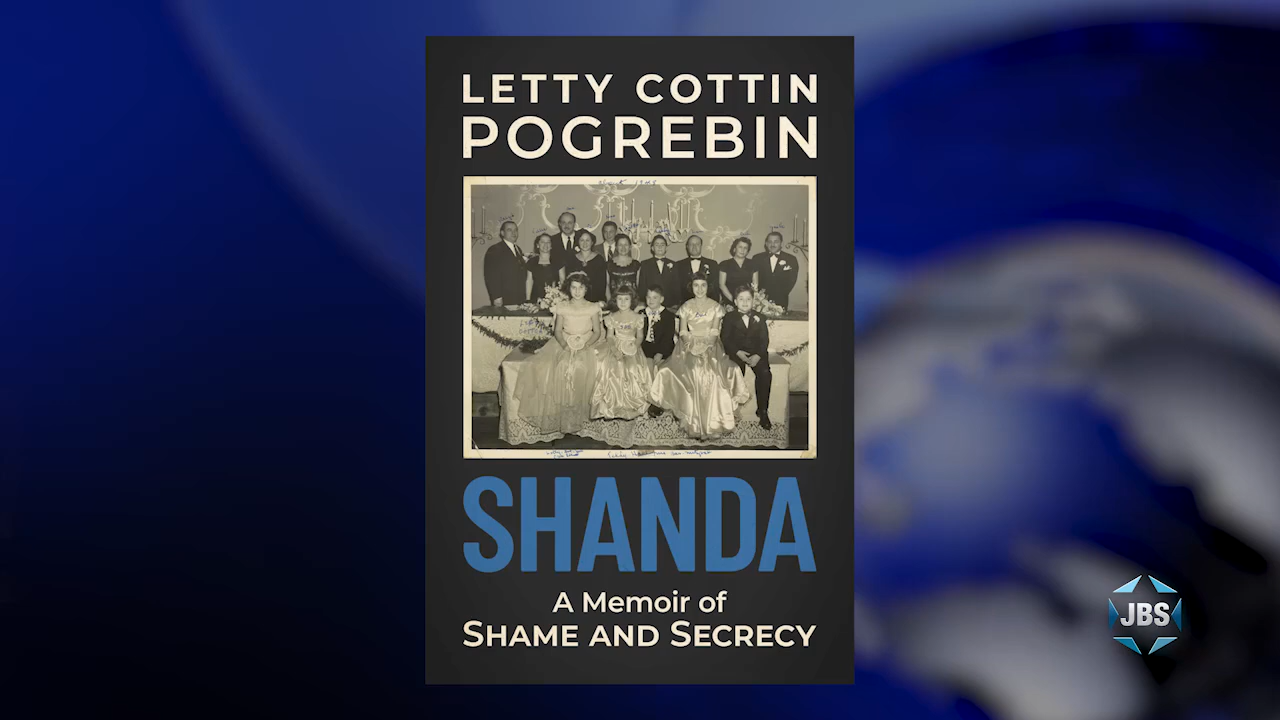 LETTY COTTIN
POGREBIN
SHANDA
A Memoir of
SHAME AND SECRECY
JBS